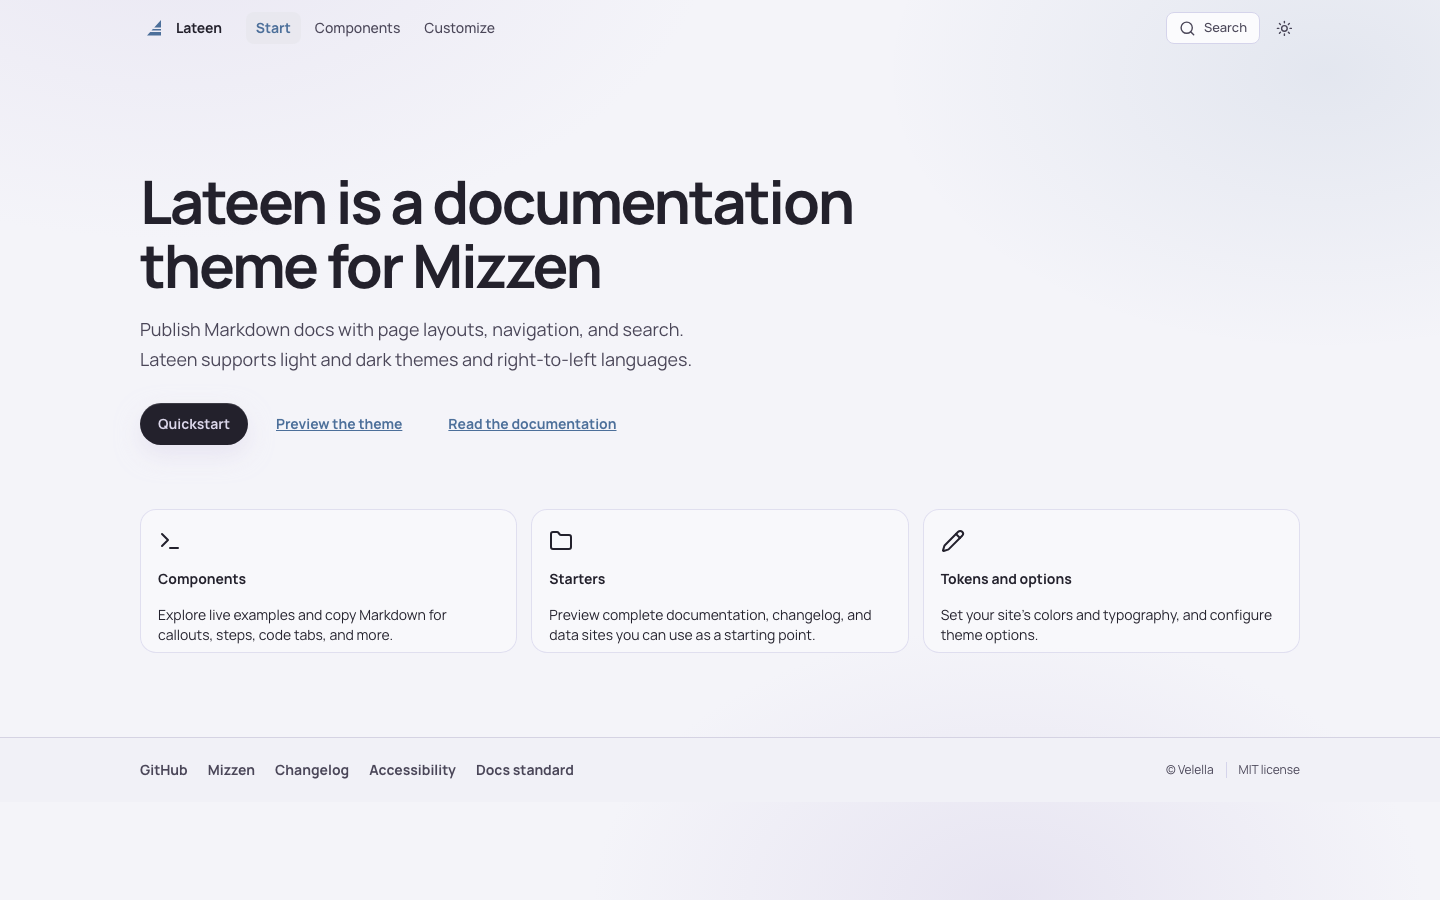 Lateen
Start
Components
Customize
Search
Lateen is a documentation
theme for Mizzen
Publish Markdown docs with page layouts, navigation, and search.
Lateen supports light and dark themes and right-to-left languages.
Quickstart
Preview the theme
Read the documentation
Components
Explore live examples and copy Markdown for
callouts, steps, code tabs, and more.
Starters
Preview complete documentation, changelog, and
data sites you can use as a starting point.
Tokens and options
Set your site's colors and typography, and configure
theme options.
GitHub
Mizzen
Changelog
Accessibility
Docs standard
© Velella
MIT license